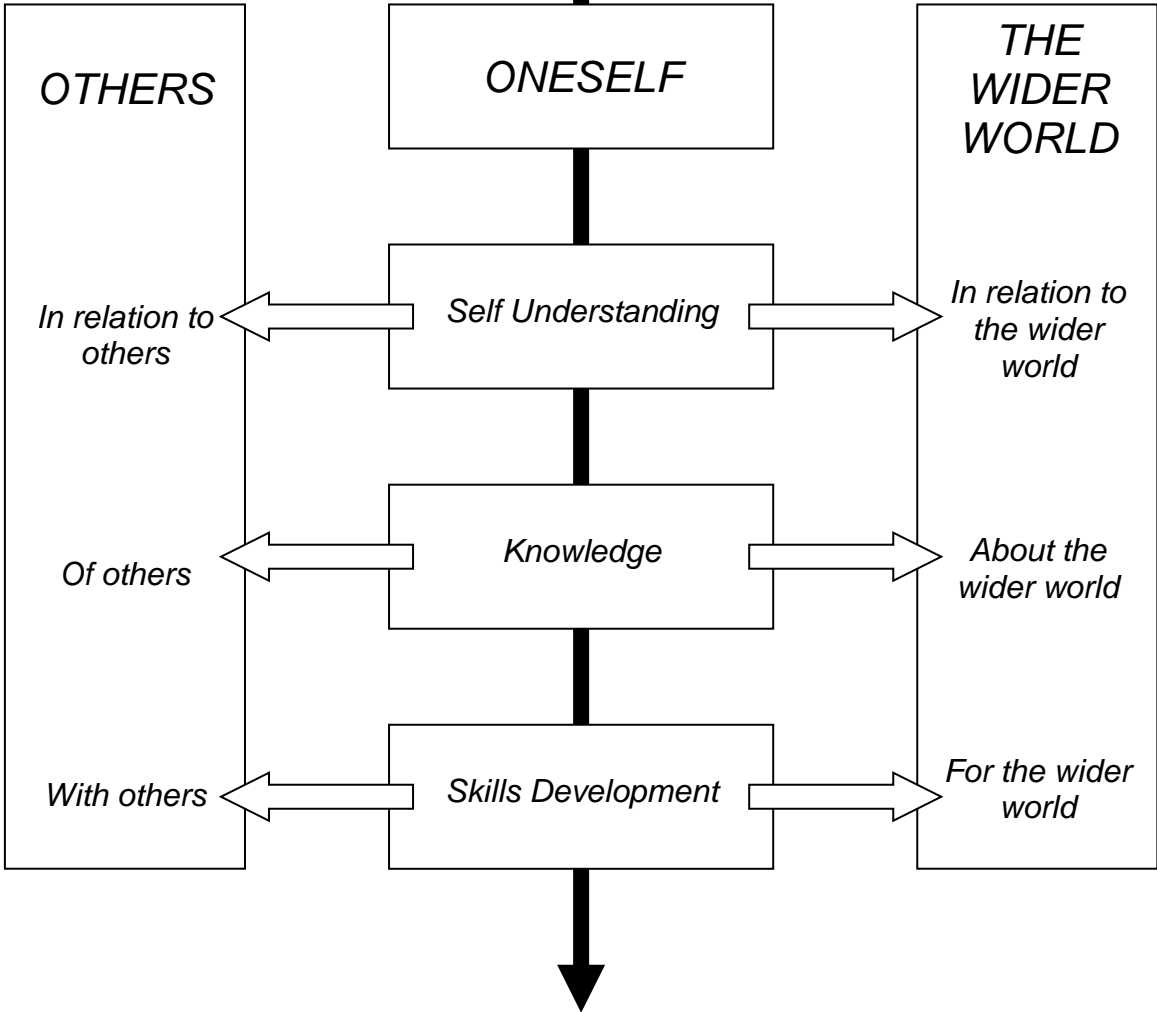 OTHERS
ONESELF
THE
WIDER
WORLD
In relation to
others
Self Understanding
In relation to
the wider
world
Of others
Knowledge
About the
wider world
With others
Skills Development
For the wider
world